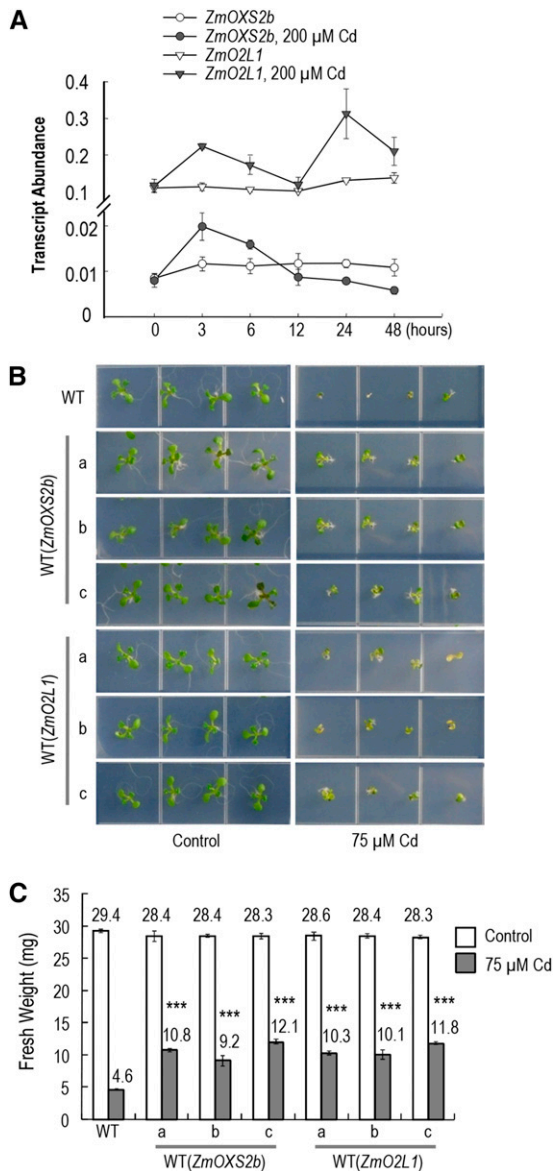 A
ZmOXS2b
ZmOXS2b, 200 µM Cd
ZmO2L1
ZmO2L1, 200 µM Cd
Transcript Abundance
0.4
0.3
0.2
0.1
0.02
0.01
0
0 3 6 12 24 48 (hours)
B
WT
WT(ZmOXS2b)
a
b
c
WT(ZmO2L1)
a
b
c
Control 75 µM Cd
C
Fresh Weight (mg)
35
30
25
20
15
10
5
0
29.4 28.4 28.4 28.3 28.6 28.4 28.3
Control
75 µM Cd
*** *** *** *** *** ***
4.6 10.8 9.2 12.1 10.3 10.1 11.8
WT a b c a b c
WT(ZmOXS2b) WT(ZmO2L1)